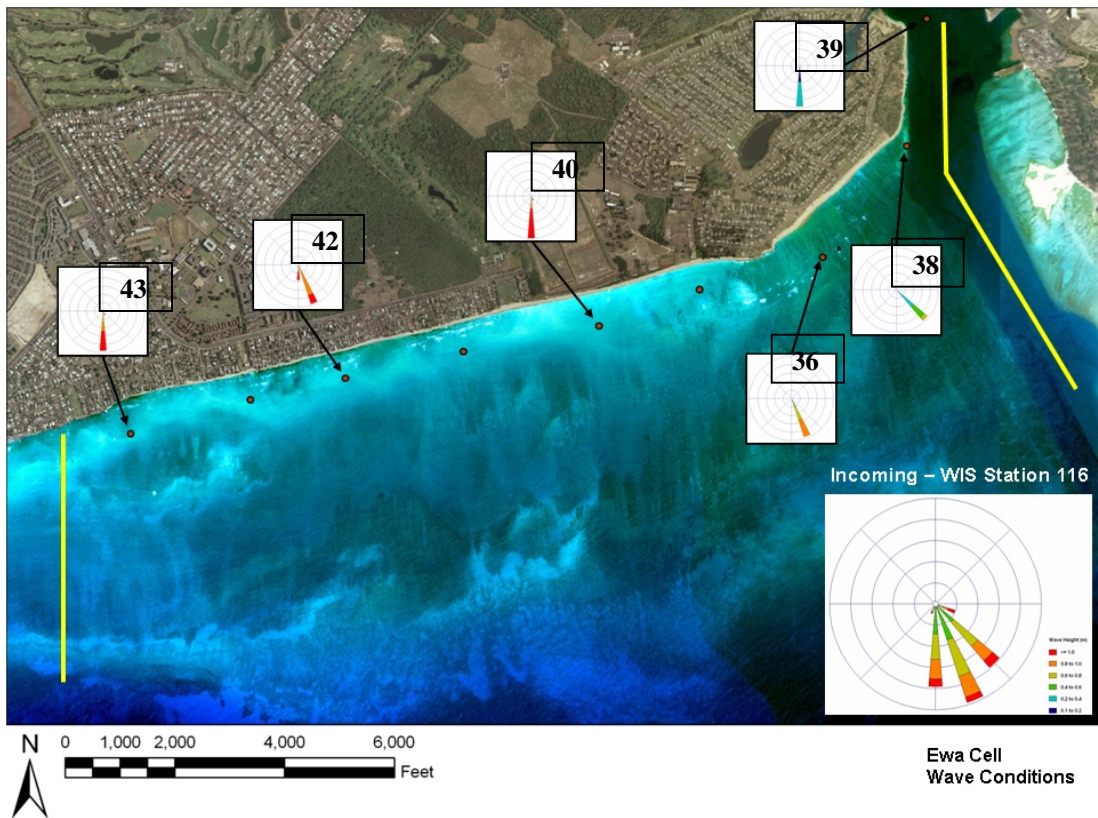 39
40
42
43
38
36
Incoming – WIS Station 116
Wave Height (m)
>= 1.0
0.8 to 1.0
0.6 to 0.8
0.4 to 0.6
0.2 to 0.4
0.1 to 0.2
N
0 1,000 2,000 4,000 6,000
Feet
Ewa Cell
Wave Conditions